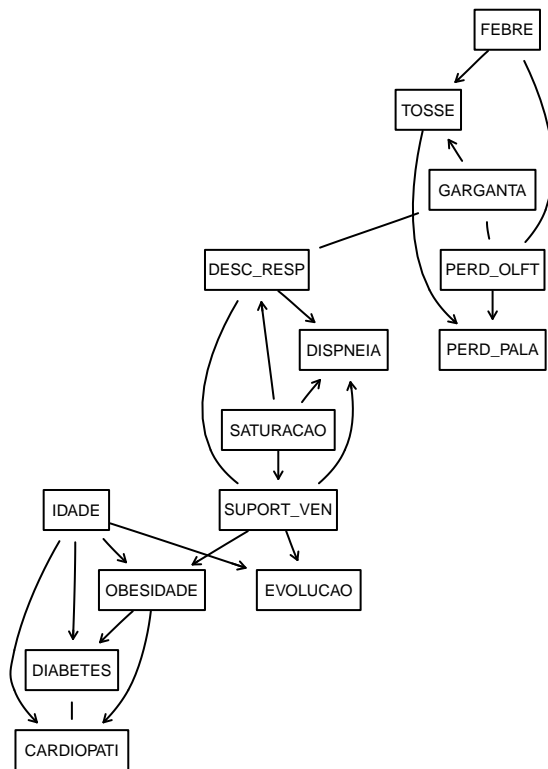 FEBRE
TOSSE
GARGANTA
DESC_RESP
PERD_OLFT
DISPNEIA
PERD_PALA
SATURACAO
IDADE
SUPORT_VEN
OBESIDADE
EVOLUCAO
DIABETES
CARDIOPATI